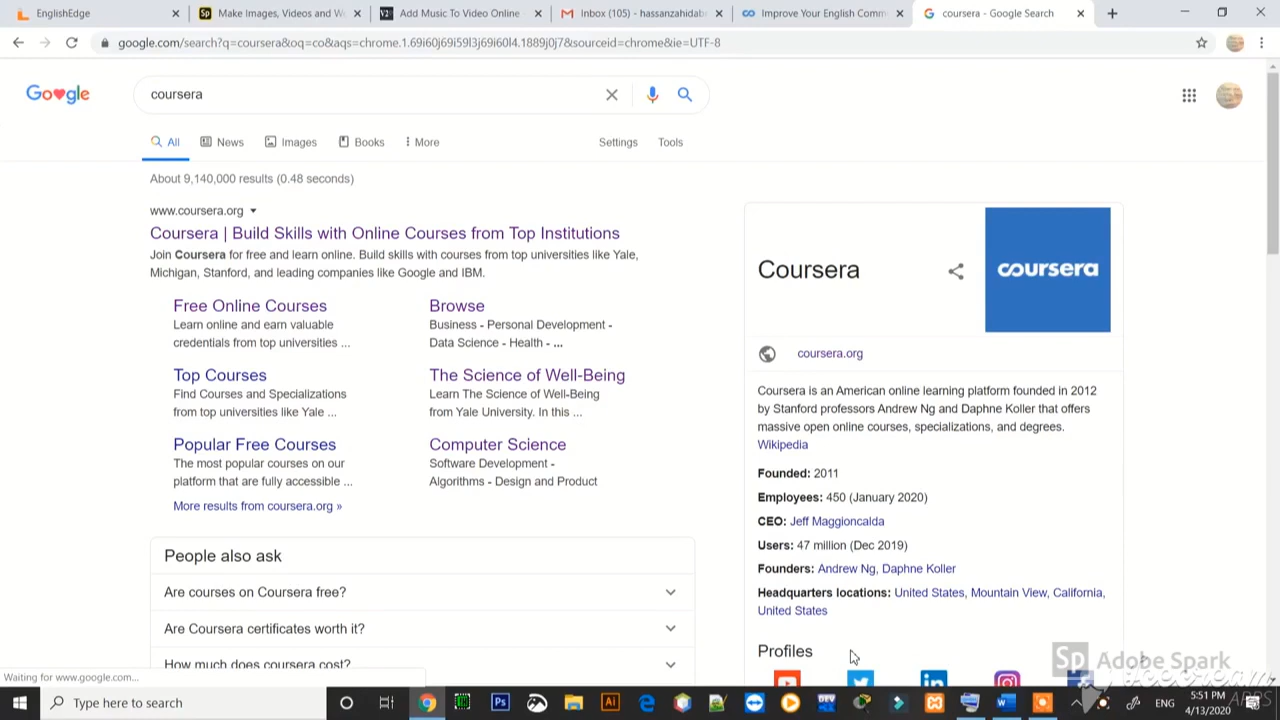 EnglishEdge
Make Images, Videos and W
Add Music To Video Online -
Inbox (105) - hassanzahidab
Improve Your English Comm
coursera - Google Search
google.com/search?q=coursera&oq=co&aqs=chrome.1.69i60j69i59l3j69i60l4.1889j0j7&sourceid=chrome&ie=UTF-8
coursera
All
News
Images
Books
More
Settings
Tools
About 9,140,000 results (0.48 seconds)
www.coursera.org
Coursera | Build Skills with Online Courses from Top Institutions
Join Coursera for free and learn online. Build skills with courses from top universities like Yale,
Michigan, Stanford, and leading companies like Google and IBM.
Free Online Courses
Learn online and earn valuable
credentials from top universities ...
Browse
Business - Personal Development -
Data Science - Health - ...
Top Courses
Find Courses and Specializations
from top universities like Yale ...
The Science of Well-Being
Learn The Science of Well-Being
from Yale University. In this ...
Popular Free Courses
The most popular courses on our
platform that are fully accessible ...
Computer Science
Software Development -
Algorithms - Design and Product
More results from coursera.org »
People also ask
Are courses on Coursera free?
Are Coursera certificates worth it?
How much does coursera cost?
Coursera
coursera
coursera.org
Coursera is an American online learning platform founded in 2012
by Stanford professors Andrew Ng and Daphne Koller that offers
massive open online courses, specializations, and degrees.
Wikipedia
Founded: 2011
Employees: 450 (January 2020)
CEO: Jeff Maggioncalda
Users: 47 million (Dec 2019)
Founders: Andrew Ng, Daphne Koller
Headquarters locations: United States, Mountain View, California,
United States
Profiles
Sp Adobe Spark
Waiting for www.google.com...
Type here to search
ENG
5:51 PM
4/13/2020